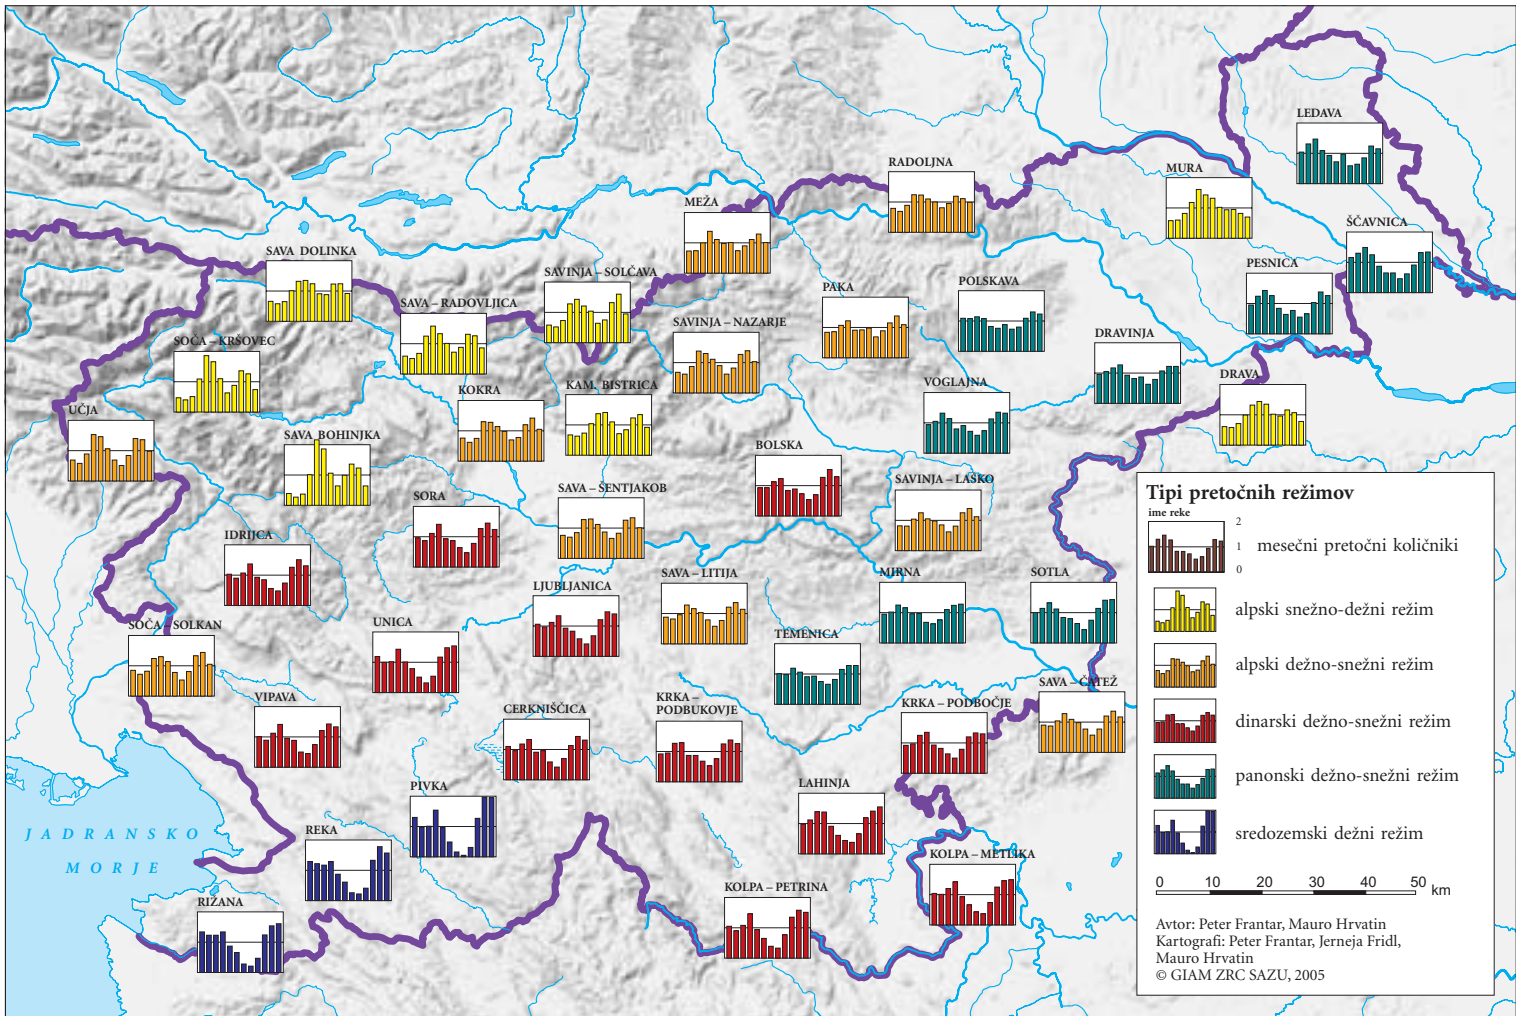 LEDAVA
RADOLJNA
MURA
MEŽA
ŠČAVNICA
SAVA DOLINKA
PESNICA
SAVINJA – SOLČAVA
POLSKAVA
PAKA
SAVA – RADOVLJICA
SAVINJA – NAZARJE
DRAVINJA
SOČA – KRŠOVEC
DRAVA
VOGLAJNA
KOKRA
KAM. BISTRICA
UČJA
SAVA BOHINJKA
BOLSKA
SAVINJA – LAŠKO
SORA
SAVA – ŠENTJAKOB
IDRIJCA
MIRNA
SOTLA
SAVA – LITIJA
LJUBLJANICA
UNICA
SOČA – SOLKAN
TEMENICA
SAVA – ČATEŽ
VIPAVA
KRKA –
PODBUKOVJE
KRKA – PODBOČJE
CERKNIŠČICA
LAHINJA
PIVKA
REKA
KOLPA – METLIKA
KOLPA – PETRINA
RIŽANA
JADRANSKO
MORJE
Tipi pretočnih režimov
ime reke
2
1
0
mesečni pretočni količniki
alpski snežno-dežni režim
alpski dežno-snežni režim
dinarski dežno-snežni režim
panonski dežno-snežni režim
sredozemski dežni režim
0 10 20 30 40 50 km
Avtor: Peter Frantar, Mauro Hrvatin
Kartografi: Peter Frantar, Jerneja Fridl,
Mauro Hrvatin
© GIAM ZRC SAZU, 2005